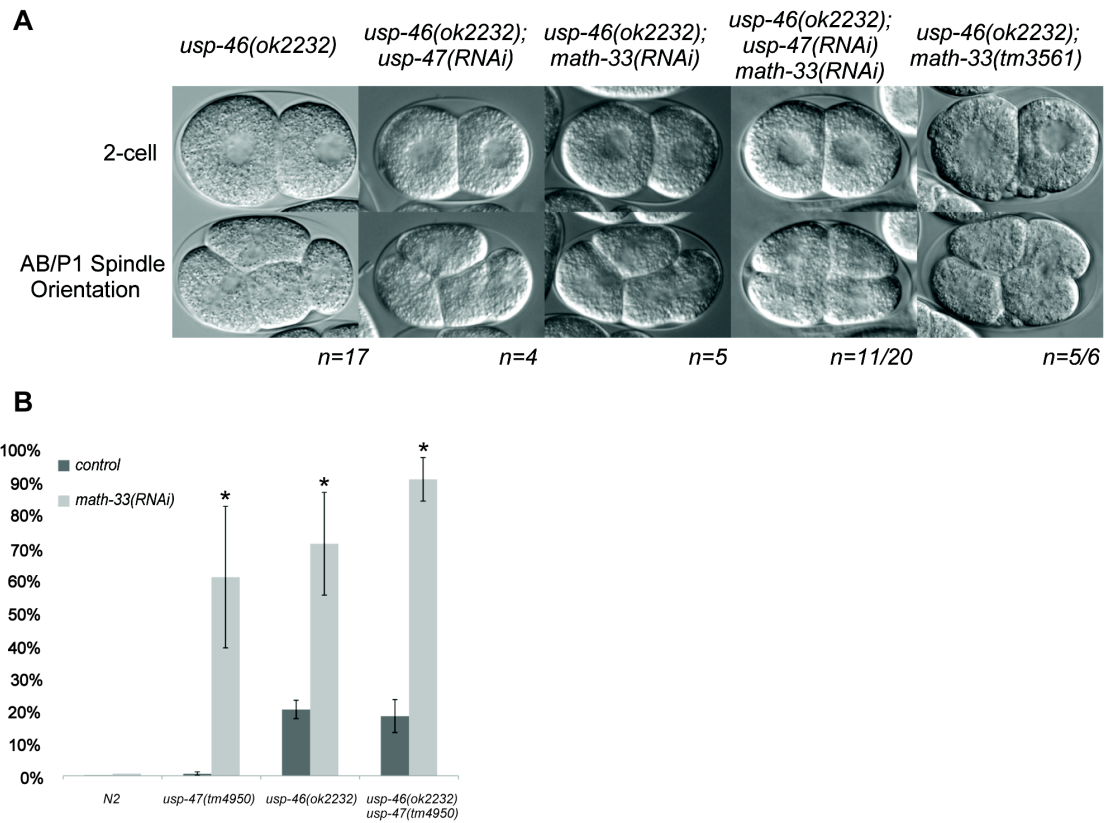 A
usp-46(ok2232)
usp-46(ok2232);
usp-47(RNAi)
usp-46(ok2232);
math-33(RNAi)
usp-46(ok2232);
usp-47(RNAi)
math-33(RNAi)
usp-46(ok2232);
math-33(tm3561)
2-cell
AB/P1 Spindle
Orientation
n=17
n=4
n=5
n=11/20
n=5/6
B
100%
90%
80%
70%
60%
50%
40%
30%
20%
10%
0%
control
math-33(RNAi)
*
*
*
N2
usp-47(tm4950)
usp-46(ok2232)
usp-46(ok2232)
usp-47(tm4950)